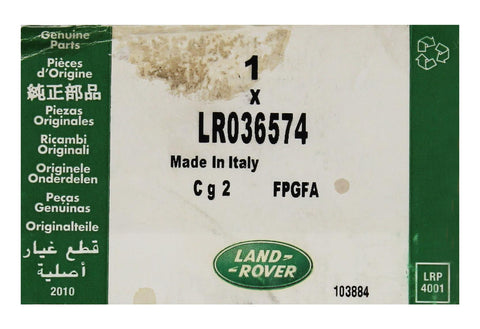 Genuine
Parts
Pièces
d'Origine
純正部品
Piezas
Originales
Ricambi
Originali
Originele
Onderdelen
Peças
Genuinas
Originalteile
قطع غيار
أصلية
2010
1
x
LR036574
Made In Italy
C g 2 FPGFA
LAND-
-ROVER
103884
LRP
4001